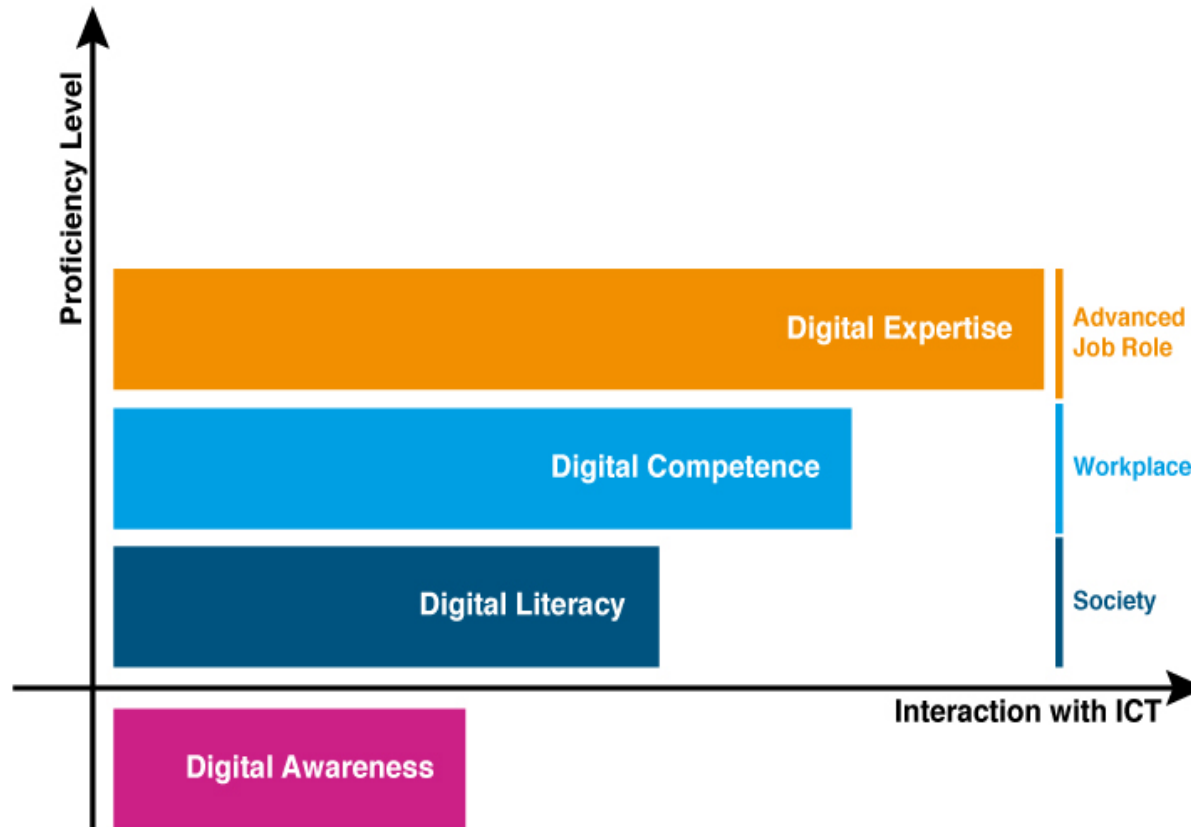 Proficiency Level
Digital Expertise
Advanced
Job Role
Digital Competence
Workplace
Digital Literacy
Society
Interaction with ICT
Digital Awareness